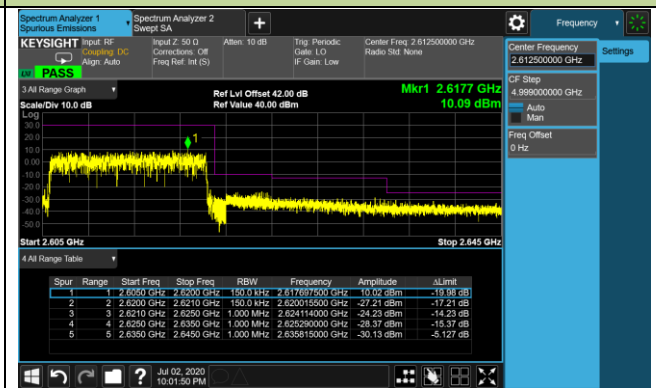 Spectrum Analyzer 1
Spurious Emissions
Spectrum Analyzer 2
Swept SA
+
Frequency
KEYSIGHT
Input: RF
Coupling: DC
Align: Auto
Input Z: 50 Ω
Corrections: Off
Freq Ref: Int (S)
Atten: 10 dB
Trig: Periodic
Gate: LO
IF Gain: Low
Center Freq: 2.612500000 GHz
Radio Std: None
PASS
Center Frequency
2.612500000 GHz
Settings
CF Step
4.999000000 GHz
Auto
Man
Freq Offset
0 Hz
3 All Range Graph
Scale/Div 10.0 dB
Ref Lvl Offset 42.00 dB
Ref Value 40.00 dBm
Mkr1 2.6177 GHz
10.09 dBm
Log
30.0
20.0
10.0
0.00
-10.0
-20.0
-30.0
-40.0
-50.0
1
Start 2.605 GHz
Stop 2.645 GHz
4 All Range Table
Spur Range Start Freq Stop Freq RBW Frequency Amplitude ΔLimit
1 1 2.6050 GHz 2.6200 GHz 150.0 kHz 2.617697500 GHz 10.02 dBm -19.98 dB
2 2 2.6200 GHz 2.6210 GHz 150.0 kHz 2.620015500 GHz -27.21 dBm -17.21 dB
3 3 2.6210 GHz 2.6250 GHz 1.000 MHz 2.624114000 GHz -24.23 dBm -14.23 dB
4 4 2.6250 GHz 2.6350 GHz 1.000 MHz 2.625290000 GHz -28.37 dBm -15.37 dB
5 5 2.6350 GHz 2.6450 GHz 1.000 MHz 2.635815000 GHz -30.13 dBm -5.127 dB
?
Jul 02, 2020
10:01:50 PM